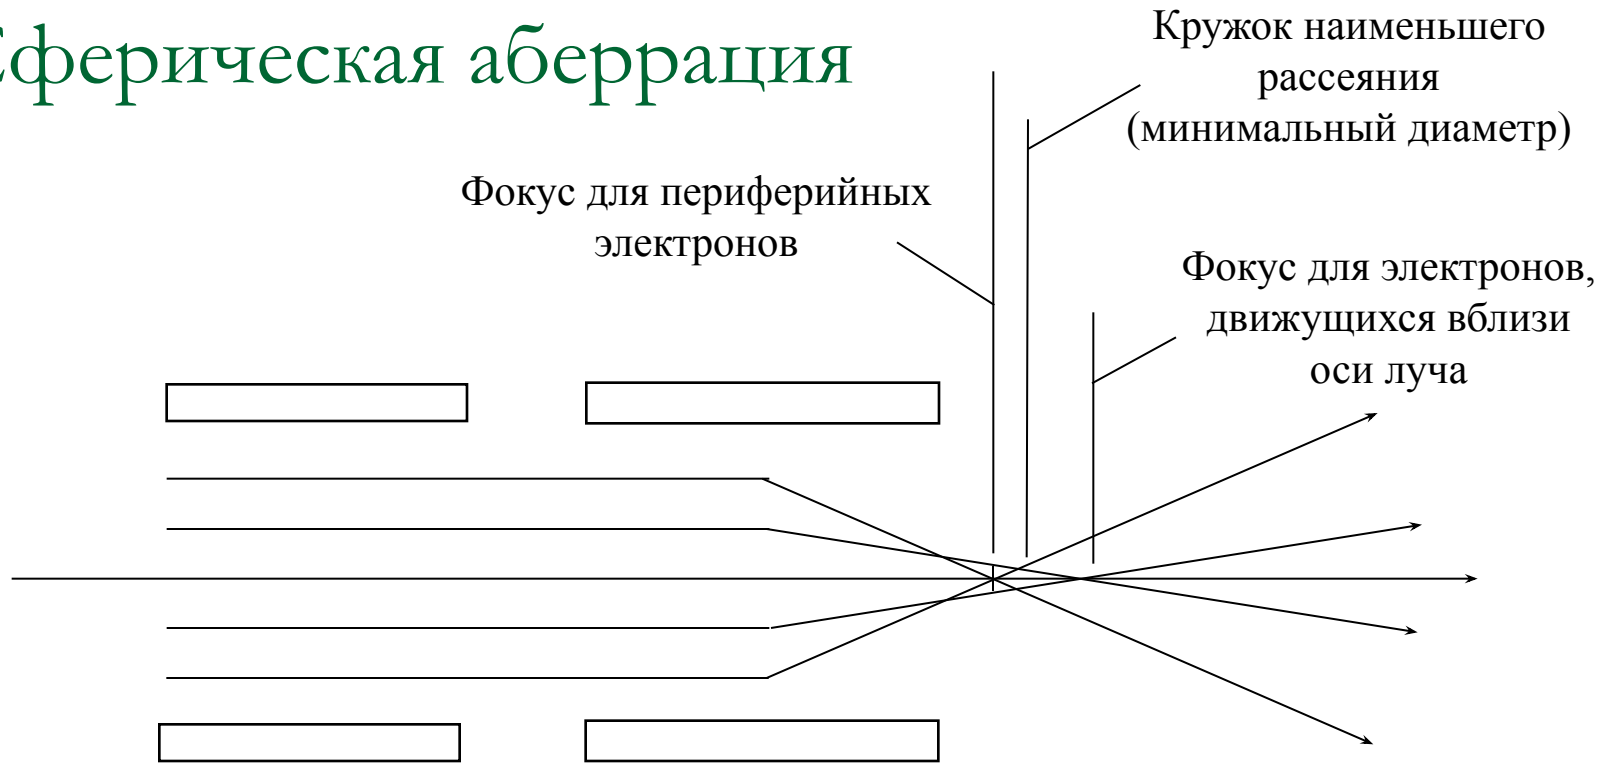 Сферическая аберрация
Кружок наименьшего
рассеяния
(минимальный диаметр)
Фокус для периферийных
электронов
Фокус для электронов,
движущихся вблизи
оси луча